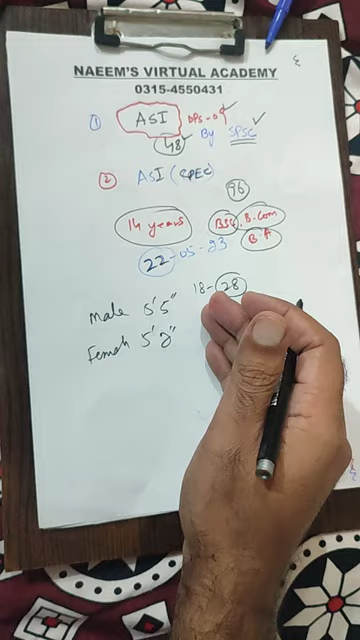 NAEEM'S VIRTUAL ACADEMY
0315-4550431
① ASI BPS-09
48 By SPSC
② ASI (SPEC)
96
14 years BSC, B.Com
22-05-23 B.A
18-28
Male 5'5"
Female 5'2"